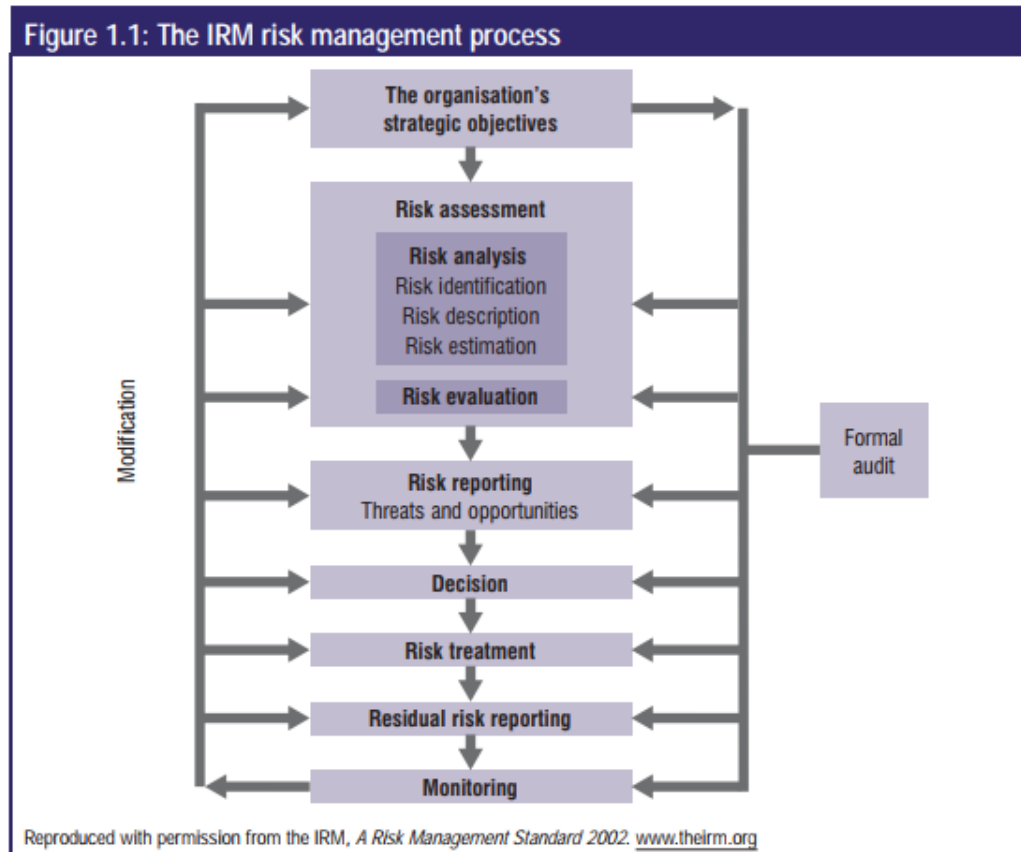 Figure 1.1: The IRM risk management process
The organisation's
strategic objectives
Risk assessment
Risk analysis
Risk identification
Risk description
Risk estimation
Risk evaluation
Modification
Formal
audit
Risk reporting
Threats and opportunities
Decision
Risk treatment
Residual risk reporting
Monitoring
Reproduced with permission from the IRM, A Risk Management Standard 2002. www.theirm.org